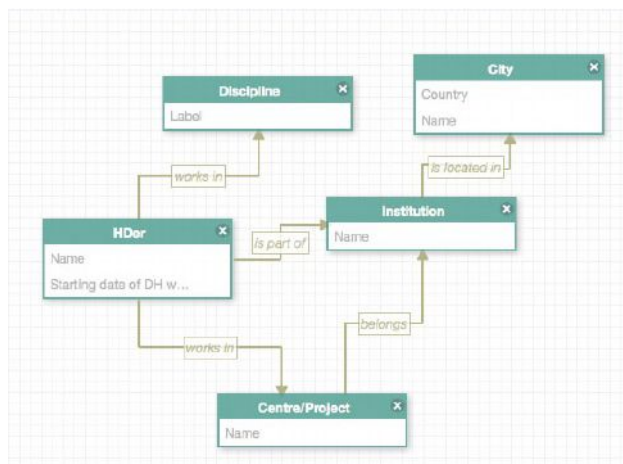 City
Country
Name
Discipline
Label
works in
is located in
Institution
Name
HDer
Name
Starting date of DH w...
is part of
belongs
works in
Centre/Project
Name